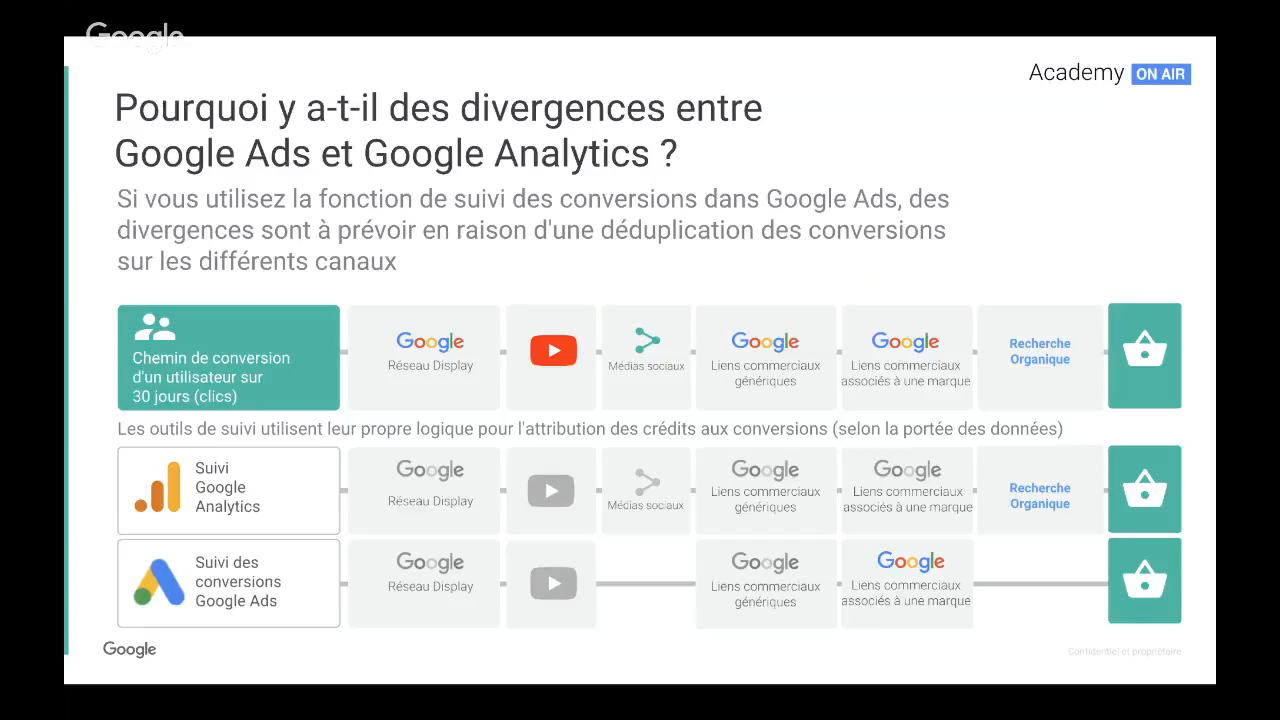 Google
Academy ON AIR
Pourquoi y a-t-il des divergences entre
Google Ads et Google Analytics ?
Si vous utilisez la fonction de suivi des conversions dans Google Ads, des
divergences sont à prévoir en raison d'une déduplication des conversions
sur les différents canaux
Chemin de conversion
d'un utilisateur sur
30 jours (clics)
Google
Réseau Display
Médias sociaux
Google
Liens commerciaux
génériques
Google
Liens commerciaux
associés à une marque
Recherche
Organique
Les outils de suivi utilisent leur propre logique pour l'attribution des crédits aux conversions (selon la portée des données)
Suivi
Google
Analytics
Google
Réseau Display
Médias sociaux
Google
Liens commerciaux
génériques
Google
Liens commerciaux
associés à une marque
Recherche
Organique
Suivi des
conversions
Google Ads
Google
Réseau Display
Google
Liens commerciaux
génériques
Google
Liens commerciaux
associés à une marque
Google
Confidentiel et propriétaire